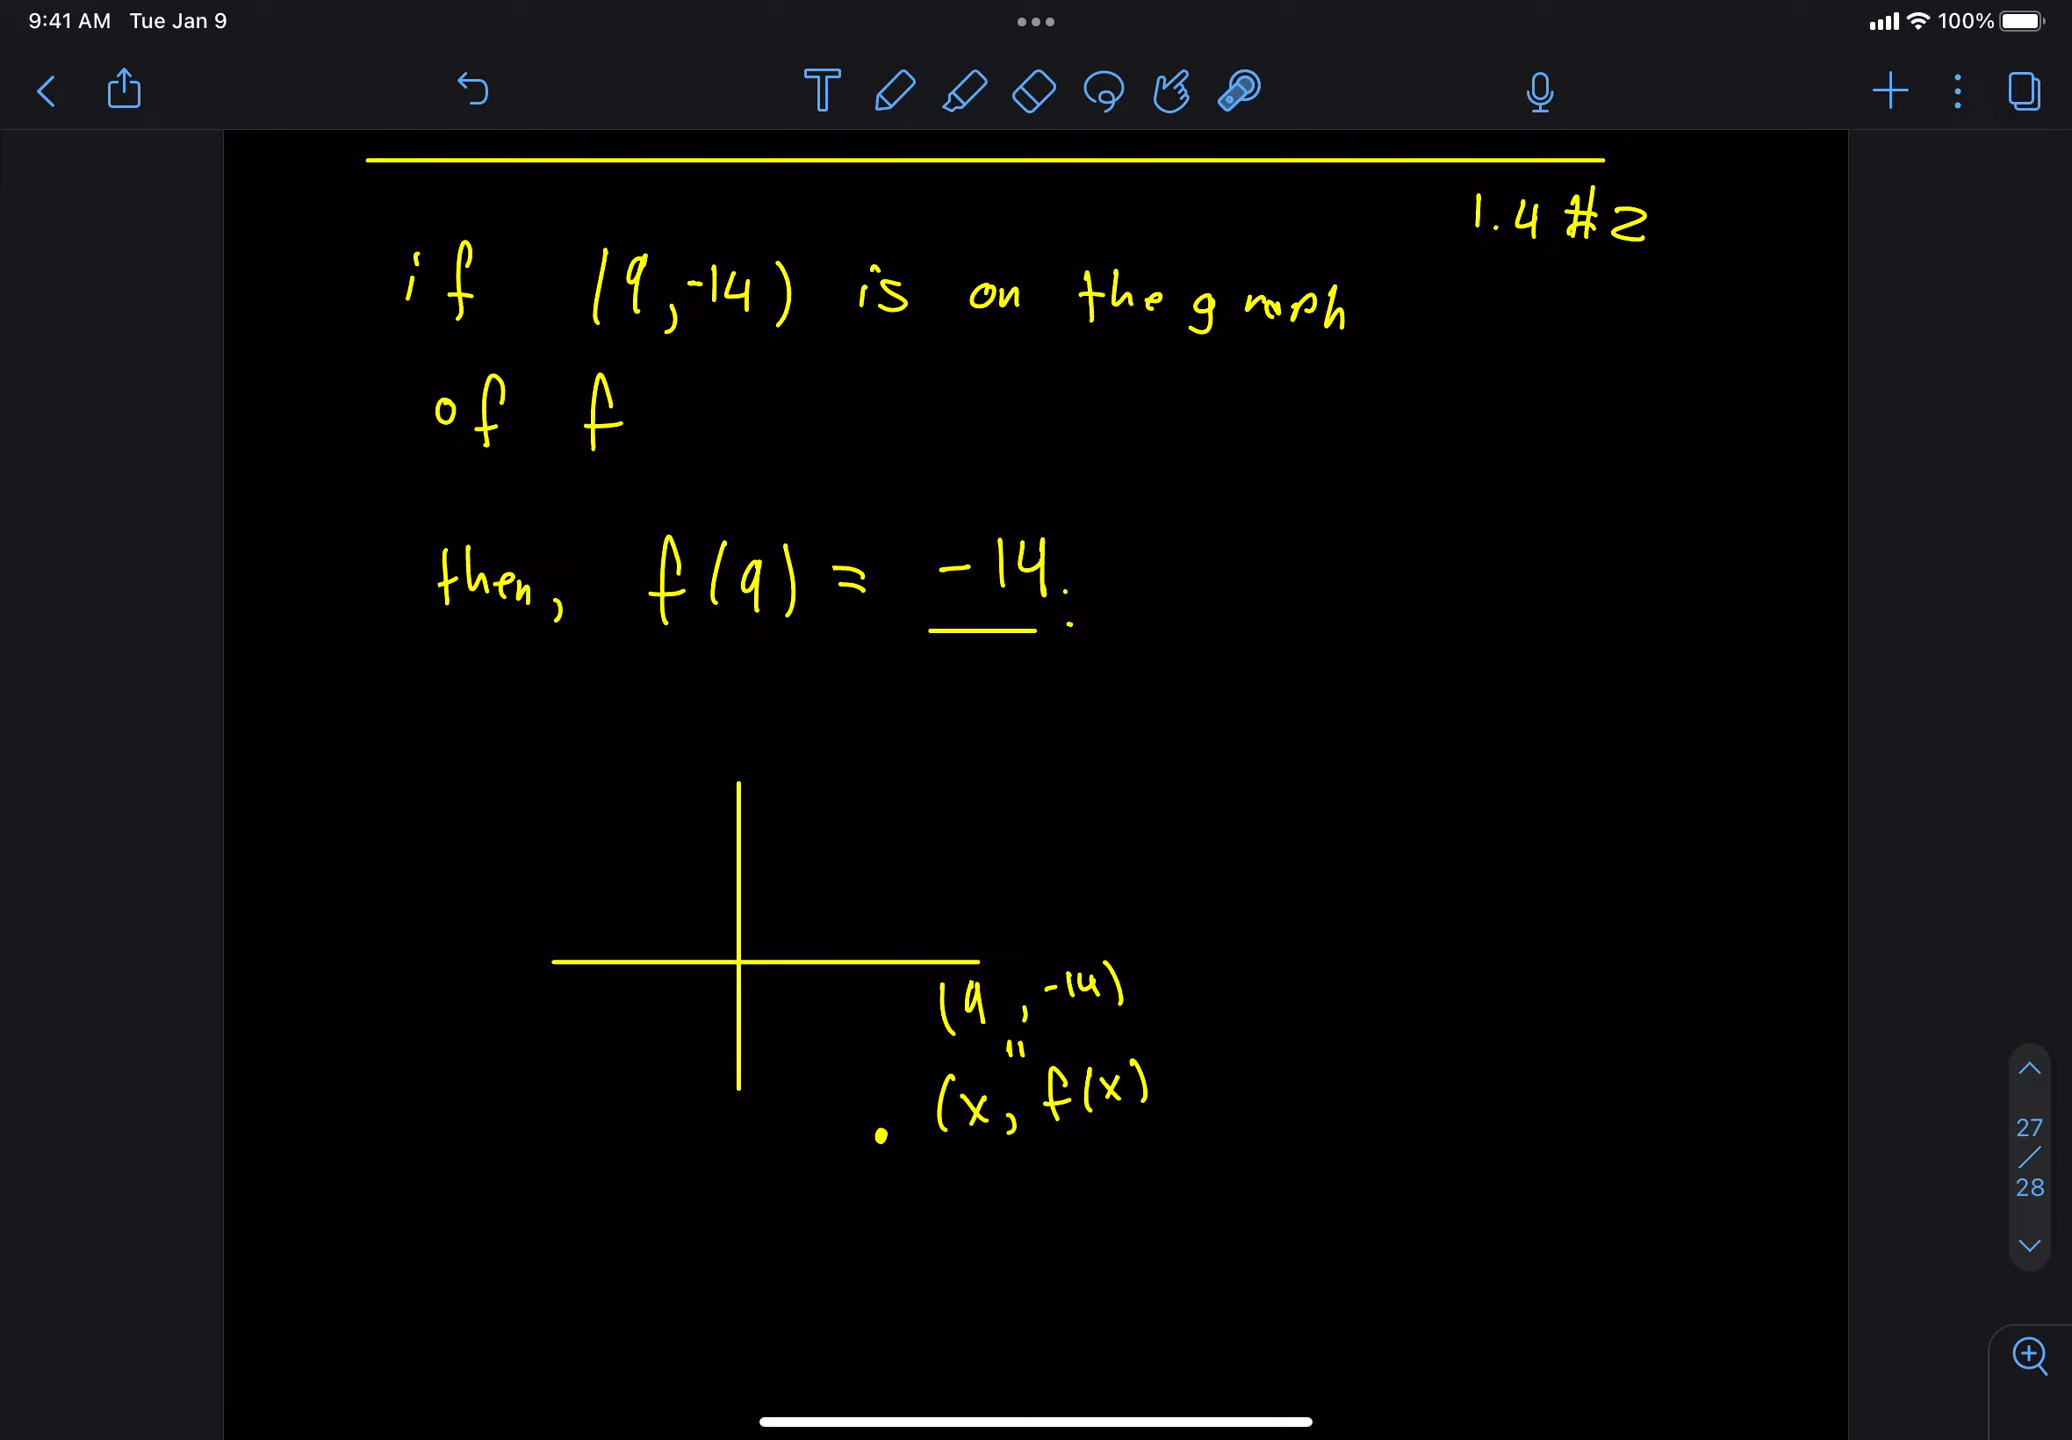 9:41 AM Tue Jan 9
100%
1.4 #2
if (9,-14) is on the graph
of f
then, f(9) = -14.
(9,-14)
"
(x, f(x)
27
/
28